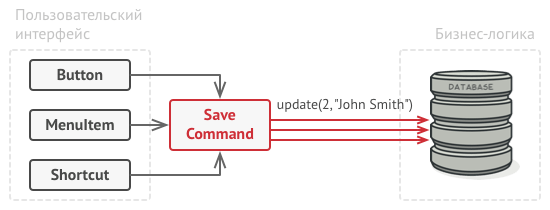 Пользовательский
интерфейс
Бизнес-логика
Button
MenuItem
Shortcut
Save
Command
update(2,"John Smith")
DATABASE